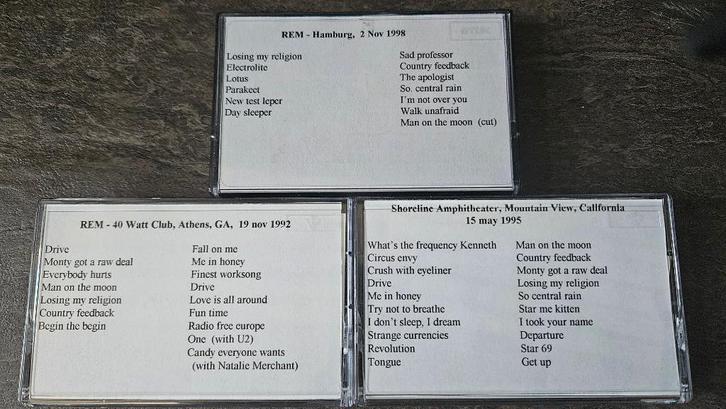 REM - Hamburg, 2 Nov 1998
Losing my religion
Electrolite
Lotus
Parakeet
New test leper
Day sleeper
Sad professor
Country feedback
The apologist
So. central rain
I'm not over you
Walk unafraid
Man on the moon (cut)
REM - 40 Watt Club, Athens, GA, 19 nov 1992
Drive
Monty got a raw deal
Everybody hurts
Man on the moon
Losing my religion
Country feedback
Begin the begin
Fall on me
Me in honey
Finest worksong
Drive
Love is all around
Fun time
Radio free europe
One (with U2)
Candy everyone wants
(with Natalie Merchant)
Shoreline Amphitheater, Mountain View, Callfornia
15 may 1995
What's the frequency Kenneth
Circus envy
Crush with eyeliner
Drive
Me in honey
Try not to breathe
I don't sleep, I dream
Strange currencies
Revolution
Tongue
Man on the moon
Country feedback
Monty got a raw deal
Losing my religion
So central rain
Star me kitten
I took your name
Departure
Star 69
Get up